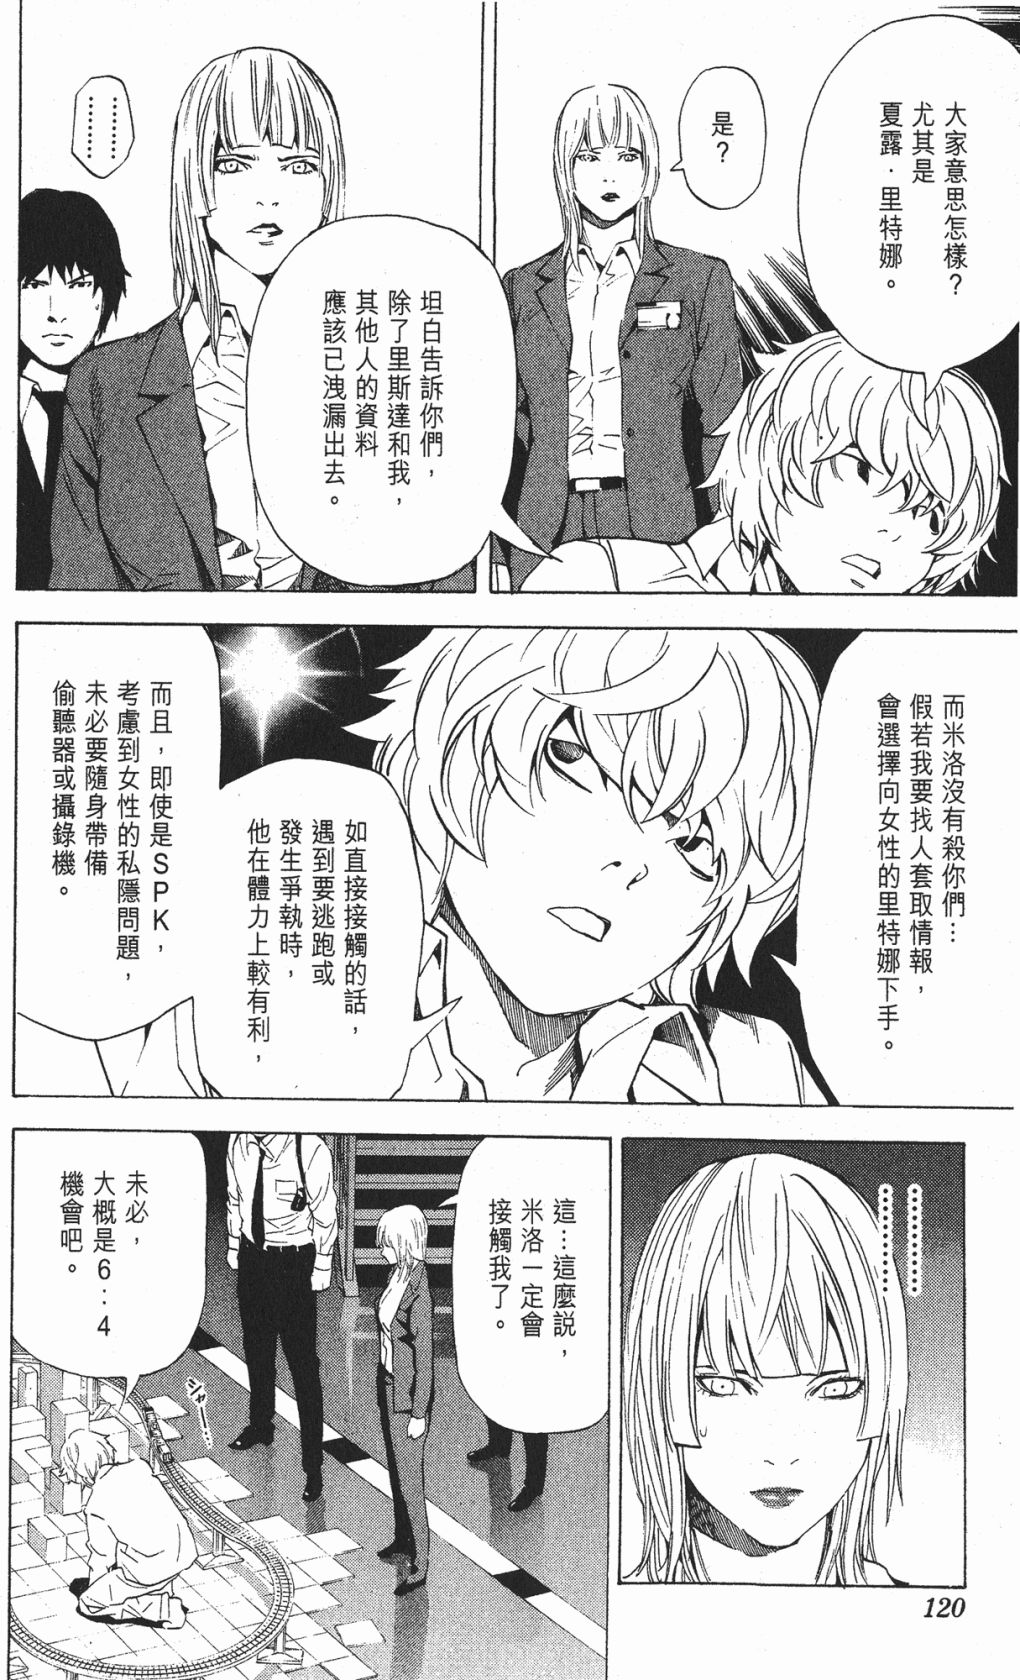 大家意思怎樣？
尤其是
夏露．里特娜。
是？
坦白告訴你們，
除了里斯達和我，
其他人的資料
應該已洩漏出去。
…………
而米洛沒有殺你們…
假若我要找人套取情報，
會選擇向女性的里特娜下手。
如直接接觸的話，
遇到要逃跑或
發生爭執時，
他在體力上較有利，
而且，即使是SPK，
考慮到女性的私隱問題，
未必要隨身帶備
偷聽器或攝錄機。
……………
……………
這…這麼説，
米洛一定會
接觸我了。
未必，
大概是6：4
機會吧。
シャー…
120